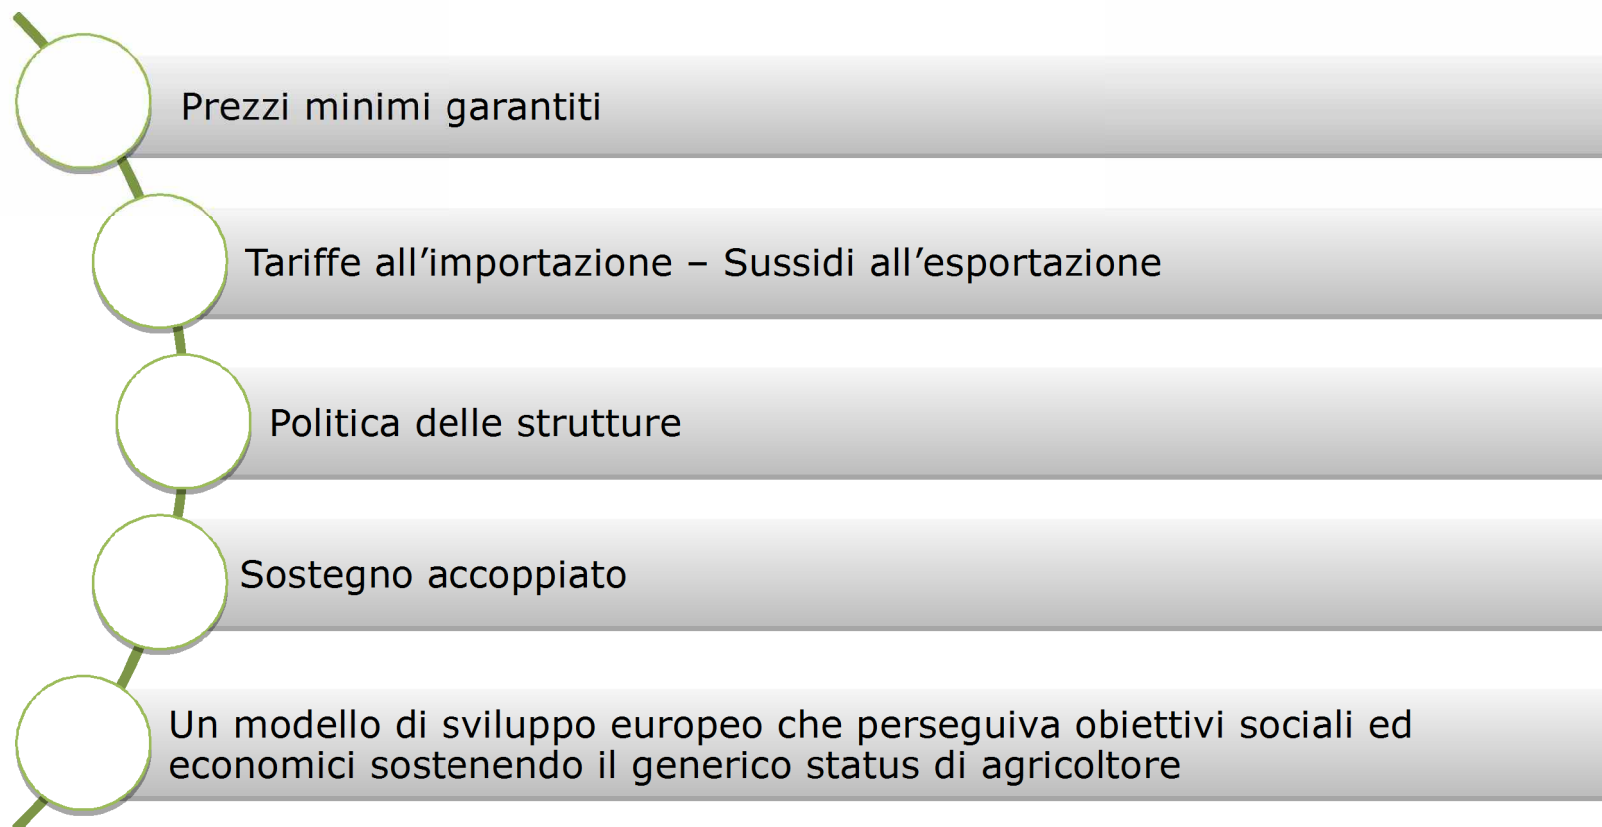 Prezzi minimi garantiti
Tariffe all’importazione – Sussidi all’esportazione
Politica delle strutture
Sostegno accoppiato
Un modello di sviluppo europeo che perseguiva obiettivi sociali ed
economici sostenendo il generico status di agricoltore